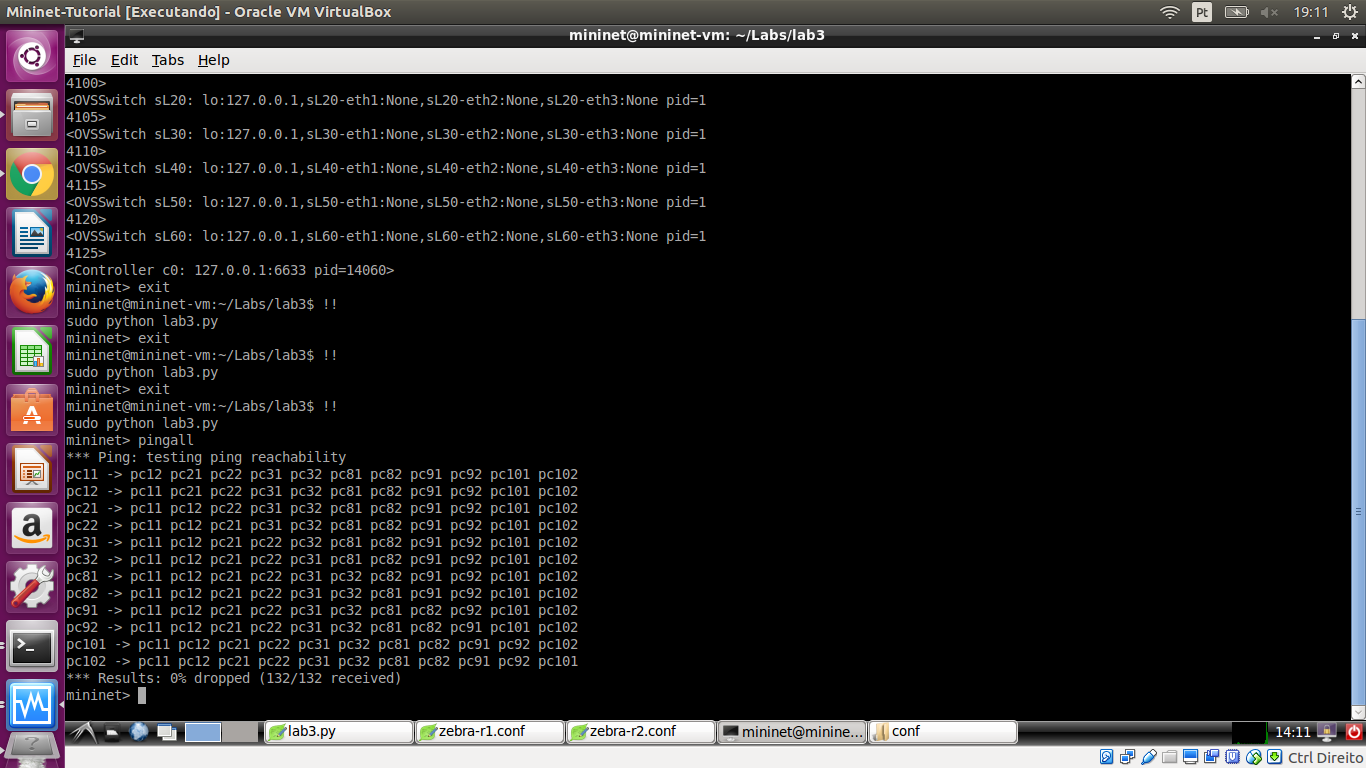 Mininet-Tutorial [Executando] - Oracle VM VirtualBox
Pt
19:11
mininet@mininet-vm: ~/Labs/lab3
File Edit Tabs Help
4100>
<OVSSwitch sL20: lo:127.0.0.1,sL20-eth1:None,sL20-eth2:None,sL20-eth3:None pid=1
4105>
<OVSSwitch sL30: lo:127.0.0.1,sL30-eth1:None,sL30-eth2:None,sL30-eth3:None pid=1
4110>
<OVSSwitch sL40: lo:127.0.0.1,sL40-eth1:None,sL40-eth2:None,sL40-eth3:None pid=1
4115>
<OVSSwitch sL50: lo:127.0.0.1,sL50-eth1:None,sL50-eth2:None,sL50-eth3:None pid=1
4120>
<OVSSwitch sL60: lo:127.0.0.1,sL60-eth1:None,sL60-eth2:None,sL60-eth3:None pid=1
4125>
<Controller c0: 127.0.0.1:6633 pid=14060>
mininet> exit
mininet@mininet-vm:~/Labs/lab3$ !!
sudo python lab3.py
mininet> exit
mininet@mininet-vm:~/Labs/lab3$ !!
sudo python lab3.py
mininet> exit
mininet@mininet-vm:~/Labs/lab3$ !!
sudo python lab3.py
mininet> pingall
*** Ping: testing ping reachability
pc11 -> pc12 pc21 pc22 pc31 pc32 pc81 pc82 pc91 pc92 pc101 pc102
pc12 -> pc11 pc21 pc22 pc31 pc32 pc81 pc82 pc91 pc92 pc101 pc102
pc21 -> pc11 pc12 pc22 pc31 pc32 pc81 pc82 pc91 pc92 pc101 pc102
pc22 -> pc11 pc12 pc21 pc31 pc32 pc81 pc82 pc91 pc92 pc101 pc102
pc31 -> pc11 pc12 pc21 pc22 pc32 pc81 pc82 pc91 pc92 pc101 pc102
pc32 -> pc11 pc12 pc21 pc22 pc31 pc81 pc82 pc91 pc92 pc101 pc102
pc81 -> pc11 pc12 pc21 pc22 pc31 pc32 pc82 pc91 pc92 pc101 pc102
pc82 -> pc11 pc12 pc21 pc22 pc31 pc32 pc81 pc91 pc92 pc101 pc102
pc91 -> pc11 pc12 pc21 pc22 pc31 pc32 pc81 pc82 pc92 pc101 pc102
pc92 -> pc11 pc12 pc21 pc22 pc31 pc32 pc81 pc82 pc91 pc101 pc102
pc101 -> pc11 pc12 pc21 pc22 pc31 pc32 pc81 pc82 pc91 pc92 pc102
pc102 -> pc11 pc12 pc21 pc22 pc31 pc32 pc81 pc82 pc91 pc92 pc101
*** Results: 0% dropped (132/132 received)
mininet>
lab3.py zebra-r1.conf zebra-r2.conf mininet@minine... conf 14:11
Ctrl Direito